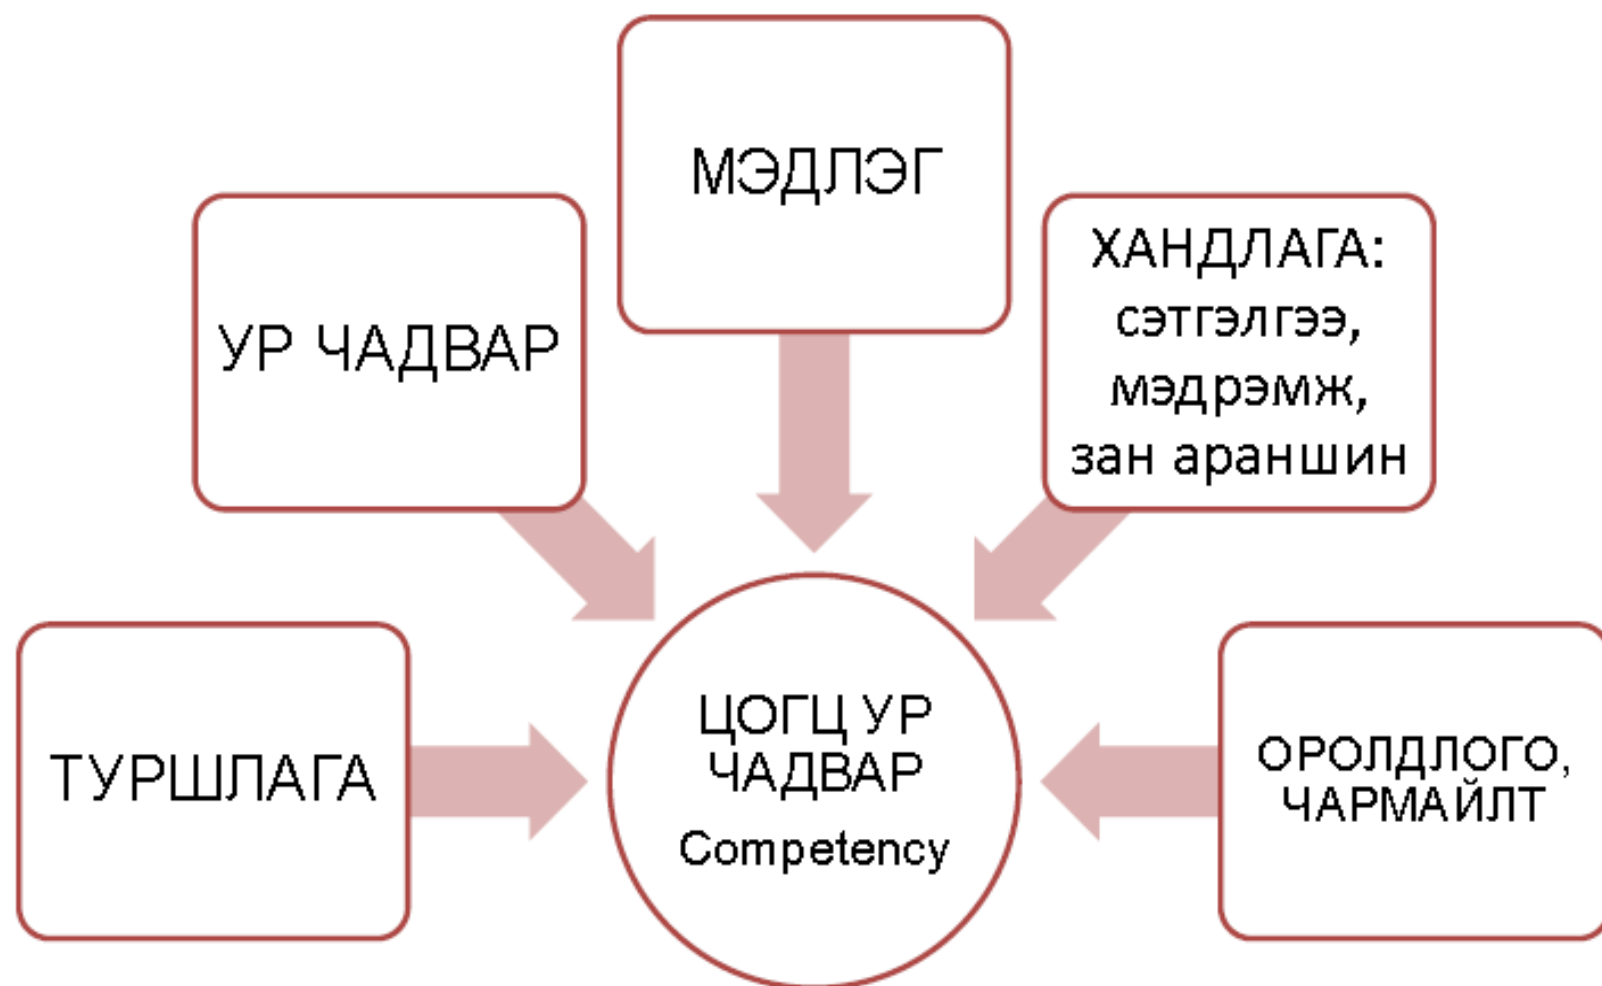 МЭДЛЭГ
УР ЧАДВАР
ХАНДЛАГА:
сэтгэлгээ,
мэдрэмж,
зан араншин
ТУРШЛАГА
ЦОГЦ УР
ЧАДВАР
Competency
ОРОЛДЛОГО,
ЧАРМАЙЛТ